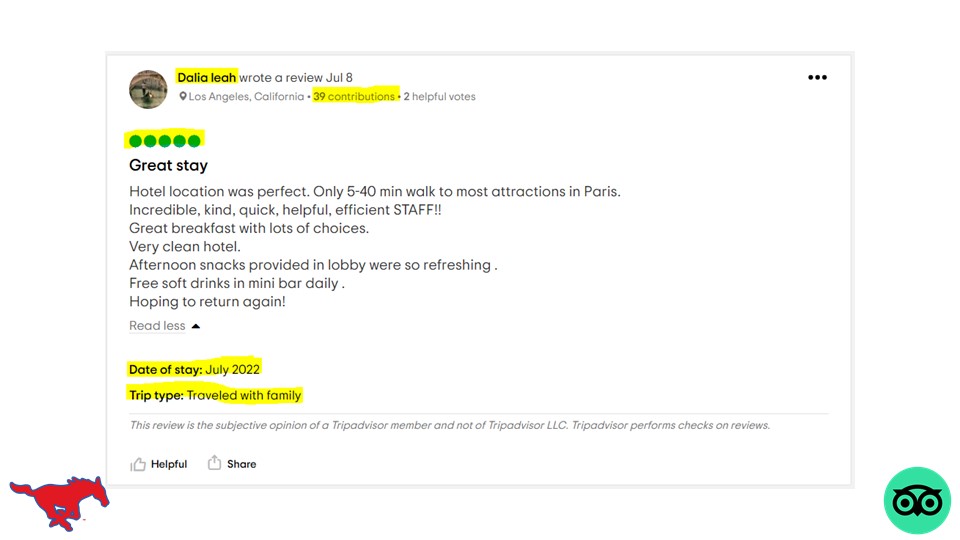 Dalia leah wrote a review Jul 8
Los Angeles, California • 39 contributions • 2 helpful votes
Great stay
Hotel location was perfect. Only 5-40 min walk to most attractions in Paris.
Incredible, kind, quick, helpful, efficient STAFF!!
Great breakfast with lots of choices.
Very clean hotel.
Afternoon snacks provided in lobby were so refreshing .
Free soft drinks in mini bar daily .
Hoping to return again!
Read less
Date of stay: July 2022
Trip type: Traveled with family
This review is the subjective opinion of a Tripadvisor member and not of Tripadvisor LLC. Tripadvisor performs checks on reviews.
Helpful Share